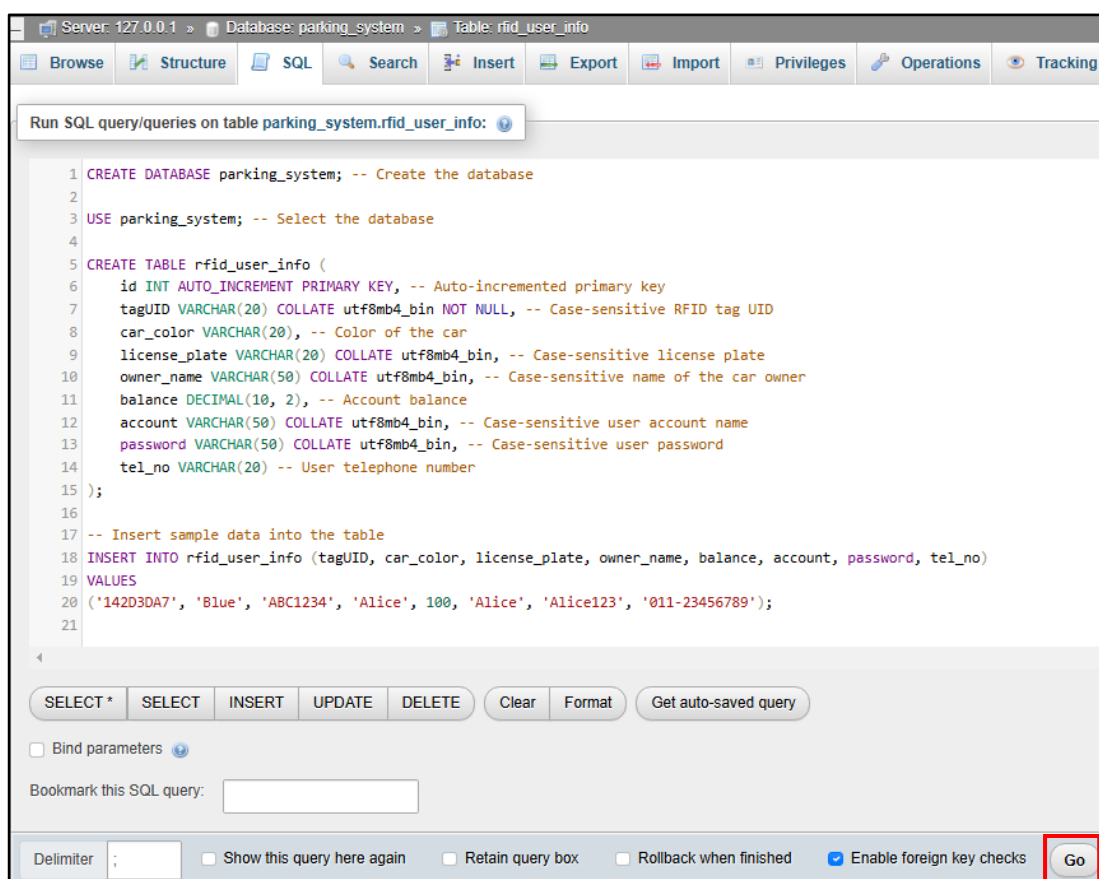 Server: 127.0.0.1 » Database: parking_system » Table: rfid_user_info
Browse Structure SQL Search Insert Export Import Privileges Operations Tracking
Run SQL query/queries on table parking_system.rfid_user_info:
1 CREATE DATABASE parking_system; -- Create the database
2
3 USE parking_system; -- Select the database
4
5 CREATE TABLE rfid_user_info (
6 id INT AUTO_INCREMENT PRIMARY KEY, -- Auto-incremented primary key
7 tagUID VARCHAR(20) COLLATE utf8mb4_bin NOT NULL, -- Case-sensitive RFID tag UID
8 car_color VARCHAR(20), -- Color of the car
9 license_plate VARCHAR(20) COLLATE utf8mb4_bin, -- Case-sensitive license plate
10 owner_name VARCHAR(50) COLLATE utf8mb4_bin, -- Case-sensitive name of the car owner
11 balance DECIMAL(10, 2), -- Account balance
12 account VARCHAR(50) COLLATE utf8mb4_bin, -- Case-sensitive user account name
13 password VARCHAR(50) COLLATE utf8mb4_bin, -- Case-sensitive user password
14 tel_no VARCHAR(20) -- User telephone number
15 );
16
17 -- Insert sample data into the table
18 INSERT INTO rfid_user_info (tagUID, car_color, license_plate, owner_name, balance, account, password, tel_no)
19 VALUES
20 ('142D3DA7', 'Blue', 'ABC1234', 'Alice', 100, 'Alice', 'Alice123', '011-23456789');
21
SELECT * SELECT INSERT UPDATE DELETE Clear Format Get auto-saved query
Bind parameters
Bookmark this SQL query:
Delimiter ; Show this query here again Retain query box Rollback when finished Enable foreign key checks Go